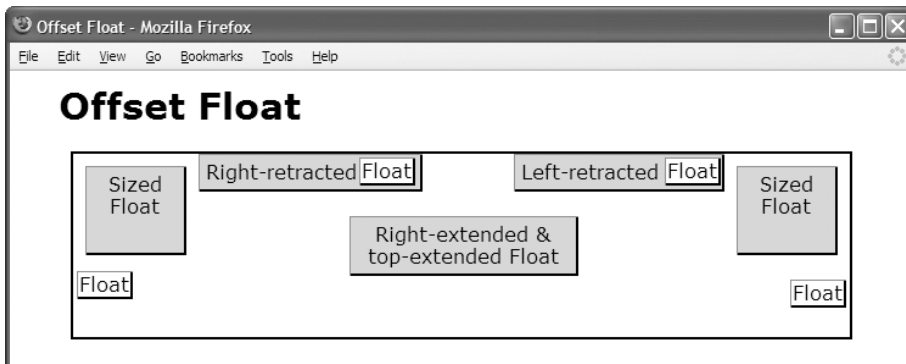 Offset Float - Mozilla Firefox
File Edit View Go Bookmarks Tools Help
Offset Float
Sized
Float
Right-retracted Float
Left-retracted Float
Sized
Float
Right-extended &
top-extended Float
Float
Float